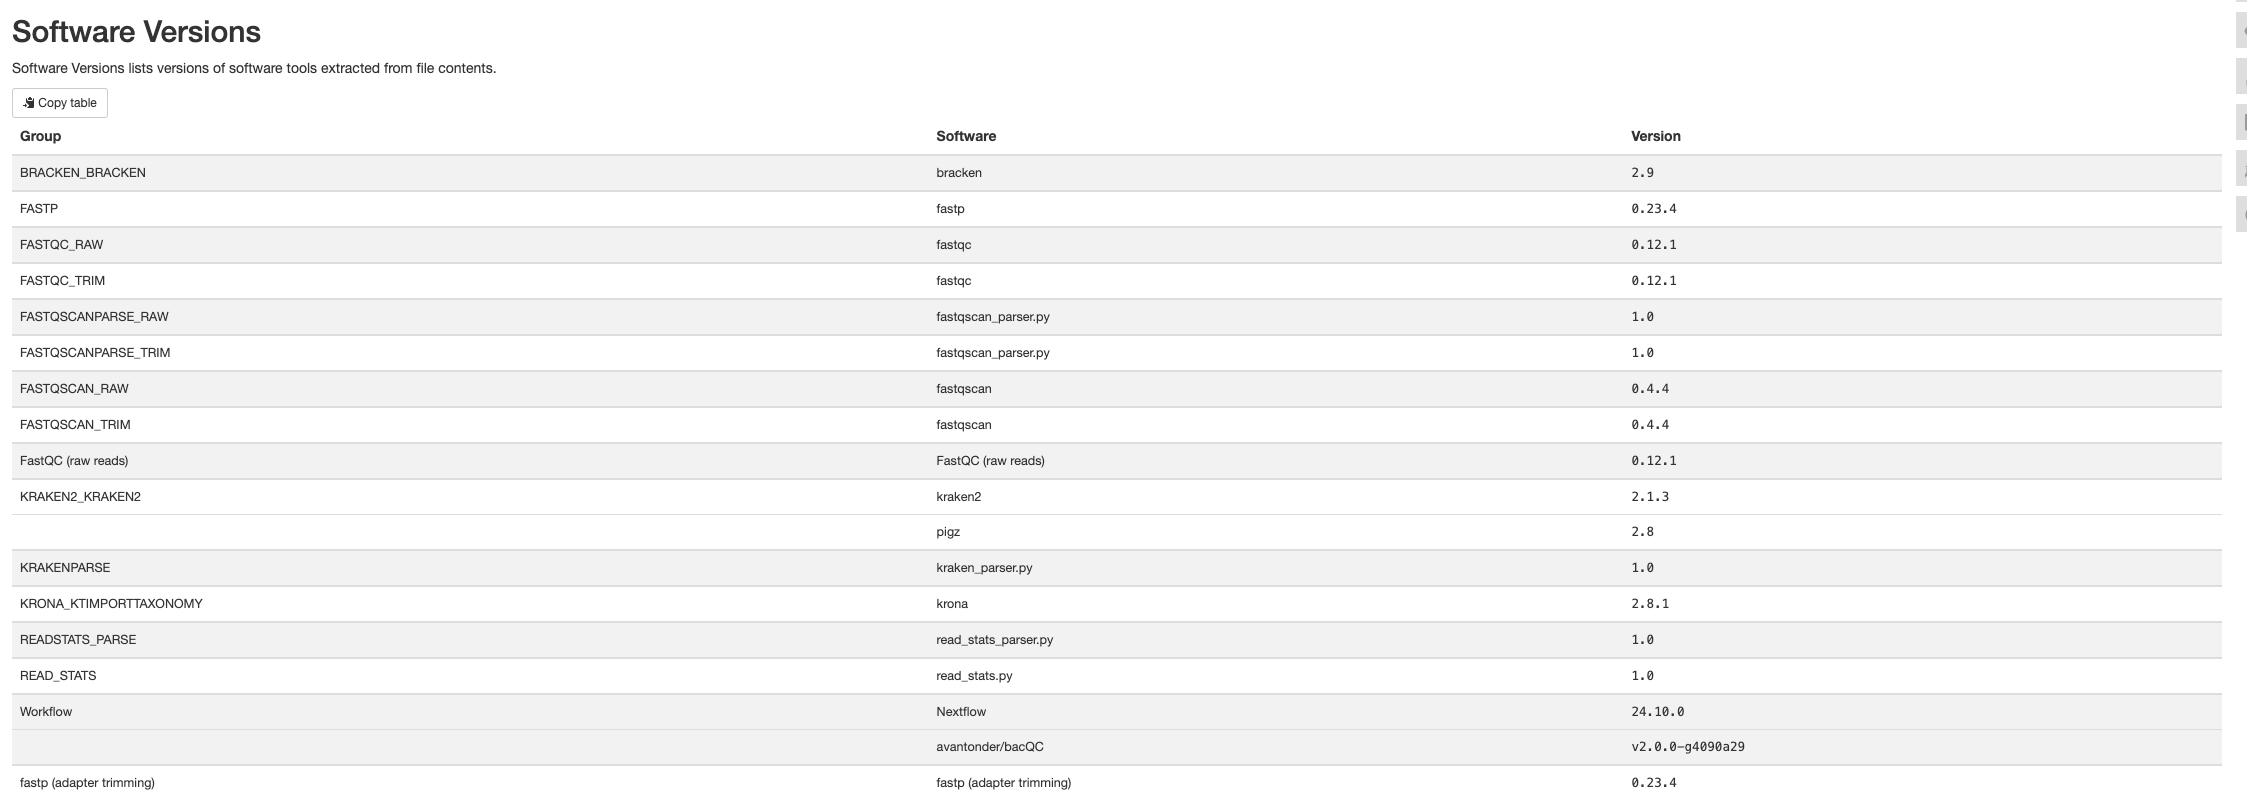 Software Versions
Software Versions lists versions of software tools extracted from file contents.
Copy table
Group Software Version
BRACKEN_BRACKEN bracken 2.9
FASTP fastp 0.23.4
FASTQC_RAW fastqc 0.12.1
FASTQC_TRIM fastqc 0.12.1
FASTQSCANPARSE_RAW fastqscan_parser.py 1.0
FASTQSCANPARSE_TRIM fastqscan_parser.py 1.0
FASTQSCAN_RAW fastqscan 0.4.4
FASTQSCAN_TRIM fastqscan 0.4.4
FastQC (raw reads) FastQC (raw reads) 0.12.1
KRAKEN2_KRAKEN2 kraken2 2.1.3
pigz 2.8
KRAKENPARSE kraken_parser.py 1.0
KRONA_KTIMPORTTAXONOMY krona 2.8.1
READSTATS_PARSE read_stats_parser.py 1.0
READ_STATS read_stats.py 1.0
Workflow Nextflow 24.10.0
avantonder/bacQC v2.0.0-g4090a29
fastp (adapter trimming) fastp (adapter trimming) 0.23.4